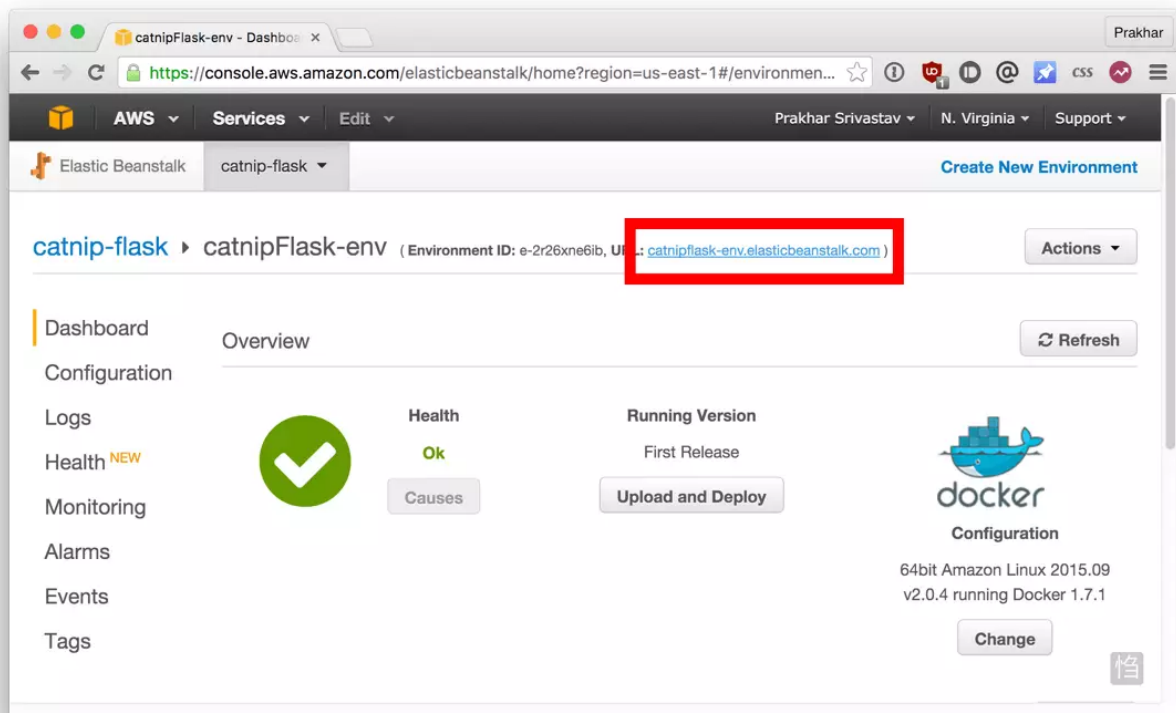 catnipFlask-env - Dashboa
Prakhar
https://console.aws.amazon.com/elasticbeanstalk/home?region=us-east-1#/environmen...
1
CSS
AWS
Services
Edit
Prakhar Srivastav
N. Virginia
Support
Elastic Beanstalk
catnip-flask
Create New Environment
catnip-flask
catnipFlask-env
( Environment ID: e-2r26xne6ib, URL: catnipflask-env.elasticbeanstalk.com )
Actions
Dashboard
Configuration
Logs
Health NEW
Monitoring
Alarms
Events
Tags
Overview
Refresh
Health
Ok
Causes
Running Version
First Release
Upload and Deploy
docker
Configuration
64bit Amazon Linux 2015.09
v2.0.4 running Docker 1.7.1
Change